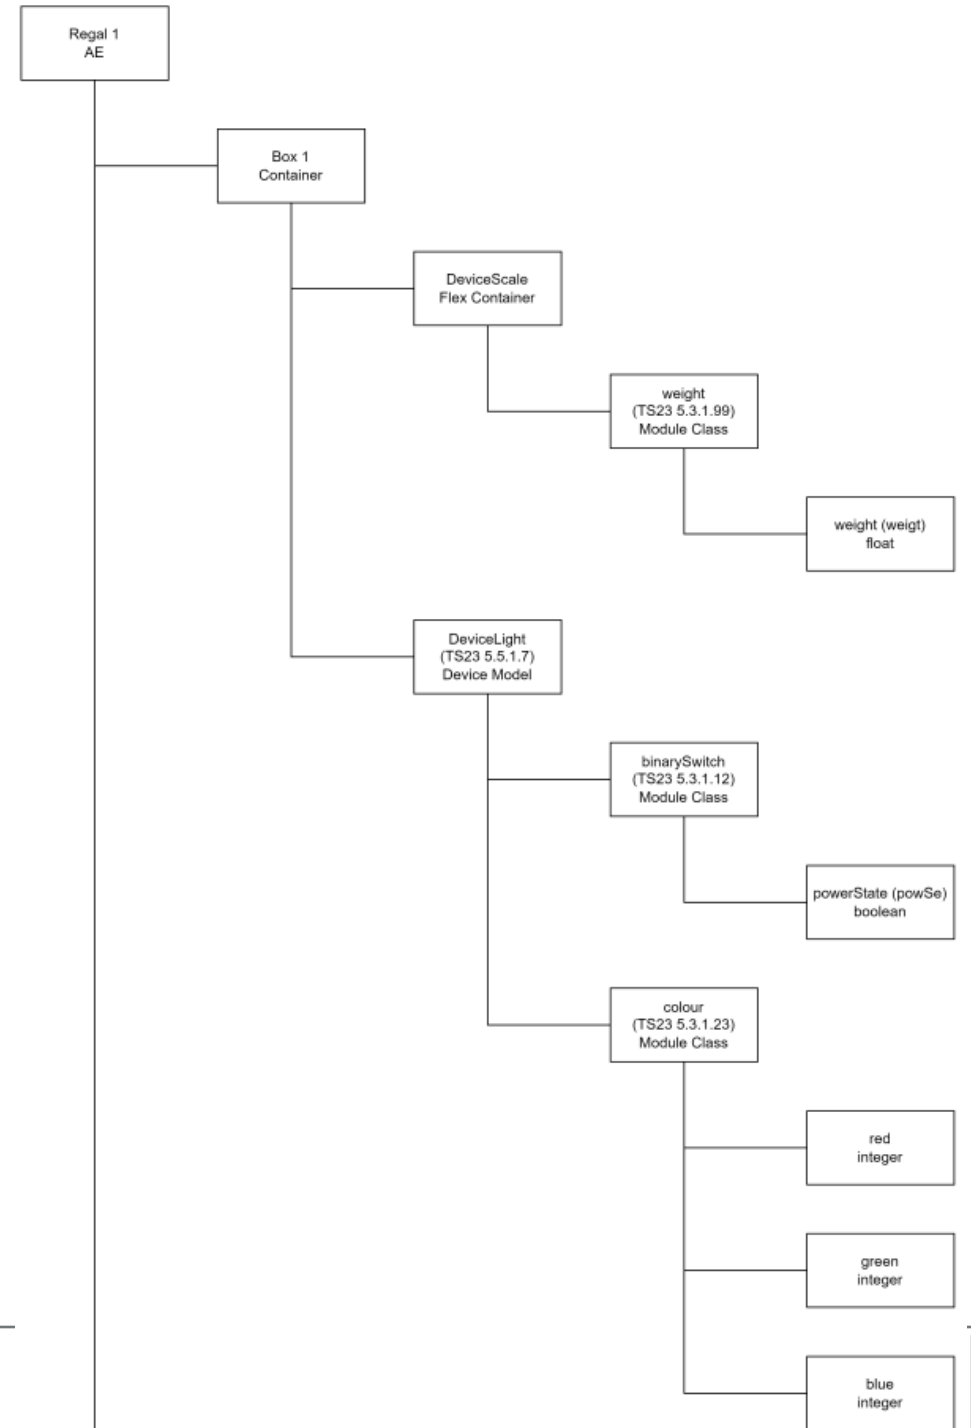 Regal 1
AE
Box 1
Container
DeviceScale
Flex Container
weight
(TS23 5.3.1.99)
Module Class
weight (weigt)
float
DeviceLight
(TS23 5.5.1.7)
Device Model
binarySwitch
(TS23 5.3.1.12)
Module Class
powerState (powSe)
boolean
colour
(TS23 5.3.1.23)
Module Class
red
integer
green
integer
blue
integer